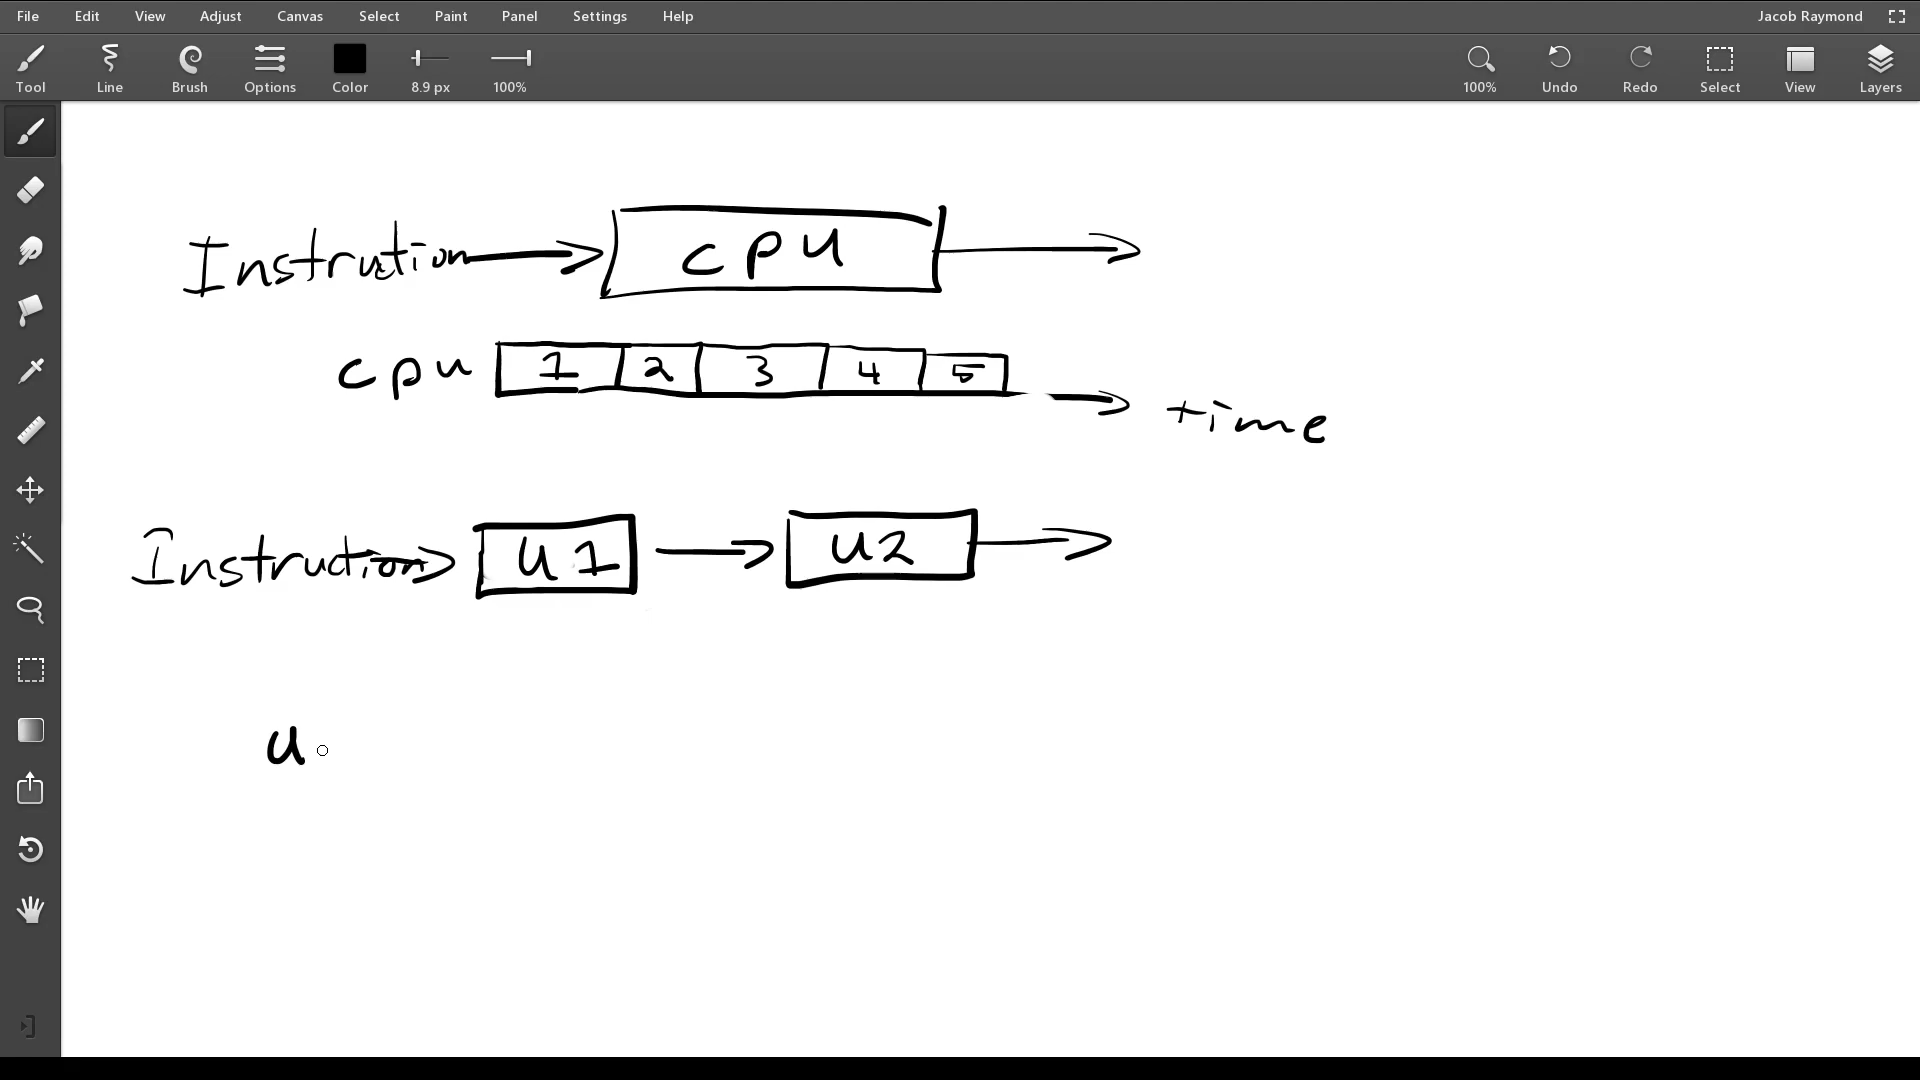 File Edit View Adjust Canvas Select Paint Panel Settings Help Jacob Raymond
Tool Line Brush Options Color 8.9 px 100% 100% Undo Redo Select View Layers
Instrution cpu
cpu 1 2 3 4 5
time
Instruction u1 u2
u